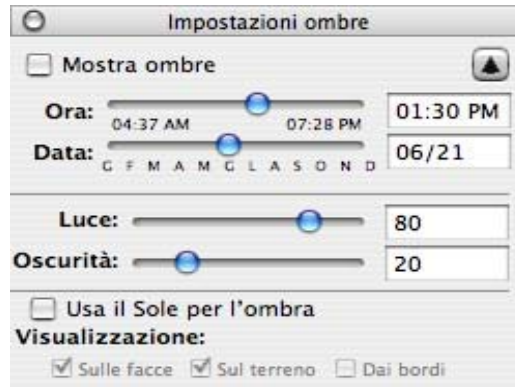 Impostazioni ombre
Mostra ombre
Ora: 04:37 AM 07:28 PM 01:30 PM
Data: G F M A M G L A S O N D 06/21
Luce: 80
Oscurità: 20
Usa il Sole per l'ombra
Visualizzazione:
Sulle facce Sul terreno Dai bordi